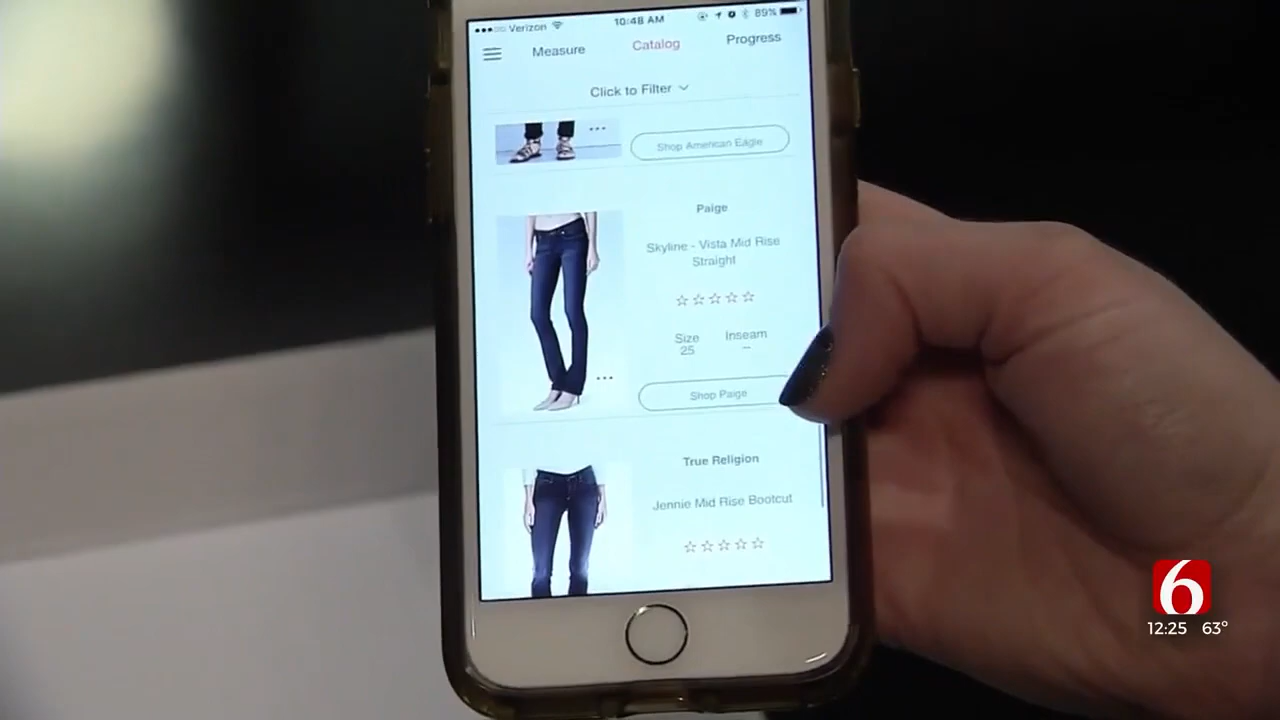 Verizon 10:48 AM 89%
Measure Catalog Progress
Click to Filter
Shop American Eagle
Paige
Skyline - Vista Mid Rise
Straight
Size Inseam
25 --
Shop Paige
True Religion
Jennie Mid Rise Bootcut
6
12:25 63°